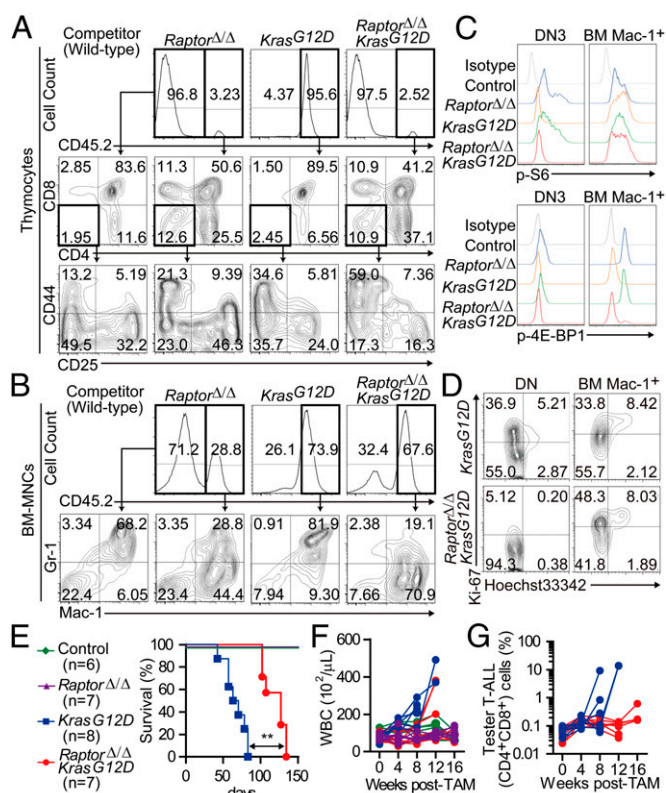 A
Competitor (Wild-type)
RaptorΔ/Δ
KrasG12D
RaptorΔ/Δ KrasG12D
Thymocytes
Cell Count
96.8 3.23
4.37 95.6
97.5 2.52
CD45.2
CD8
2.85 83.6
11.3 50.6
1.50 89.5
10.9 41.2
1.95 11.6
12.6 25.5
2.45 6.56
10.9 37.1
CD4
CD44
13.2 5.19
21.3 9.39
34.6 5.81
59.0 7.36
49.5 32.2
23.0 46.3
35.7 24.0
17.3 16.3
CD25
B
Competitor (Wild-type)
RaptorΔ/Δ
KrasG12D
RaptorΔ/Δ KrasG12D
BM-MNCs
Cell Count
71.2 28.8
26.1 73.9
32.4 67.6
CD45.2
Gr-1
3.34 68.2
3.35 28.8
0.91 81.9
2.38 19.1
22.4 6.05
23.4 44.4
7.94 9.30
7.66 70.9
Mac-1
C
DN3
BM Mac-1+
Isotype
Control
RaptorΔ/Δ
KrasG12D
RaptorΔ/Δ
KrasG12D
p-S6
DN3
BM Mac-1+
Isotype
Control
RaptorΔ/Δ
KrasG12D
RaptorΔ/Δ
KrasG12D
p-4E-BP1
D
DN
BM Mac-1+
KrasG12D
36.9 5.21
33.8 8.42
55.0 2.87
55.7 2.12
RaptorΔ/Δ KrasG12D
5.12 0.20
48.3 8.03
94.3 0.38
41.8 1.89
Ki-67
Hoechst33342
E
Control
(n=6)
RaptorΔ/Δ
(n=7)
KrasG12D
(n=8)
RaptorΔ/Δ
KrasG12D
(n=7)
Survival (%)
100
75
50
25
0
**
0 50 100 150
days
F
WBC (10²/μL)
600
400
200
0
0 4 8 12 16
Weeks post-TAM
G
Tester T-ALL
(CD4+CD8+) cells (%)
100
10
1
0.1
0.01
0 4 8 12 16
Weeks post-TAM